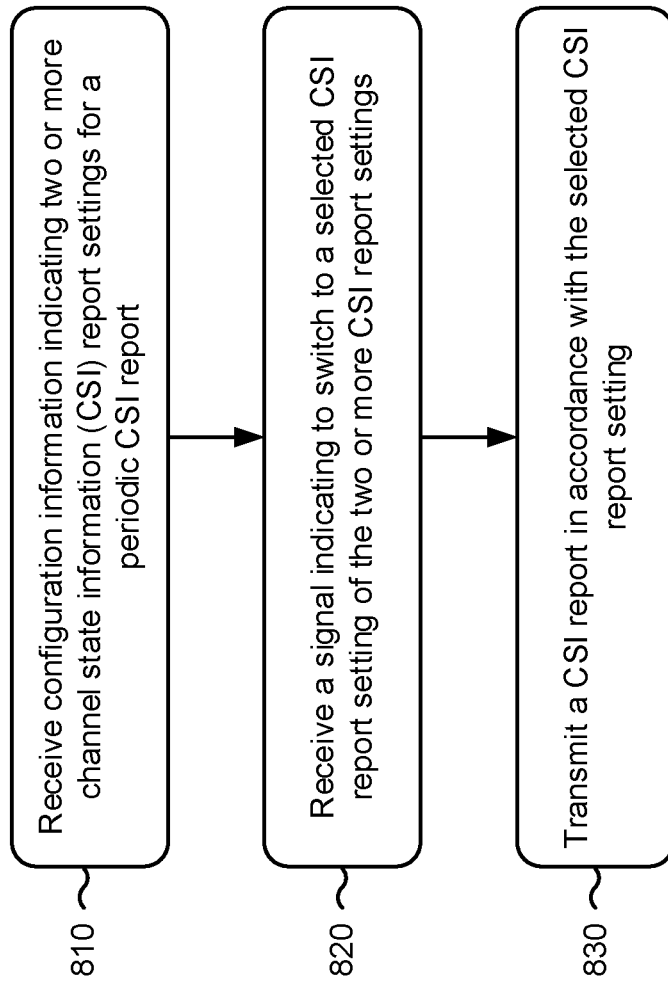 810
Receive configuration information indicating two or more
channel state information (CSI) report settings for a
periodic CSI report
820
Receive a signal indicating to switch to a selected CSI
report setting of the two or more CSI report settings
830
Transmit a CSI report in accordance with the selected CSI
report setting